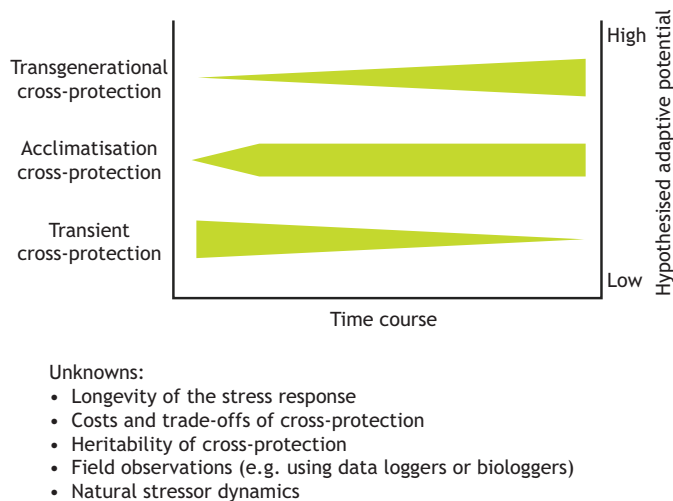 High
Transgenerational
cross-protection
Acclimatisation
cross-protection
Transient
cross-protection
Low
Hypothesised adaptive potential
Time course
Unknowns:
• Longevity of the stress response
• Costs and trade-offs of cross-protection
• Heritability of cross-protection
• Field observations (e.g. using data loggers or biologgers)
• Natural stressor dynamics